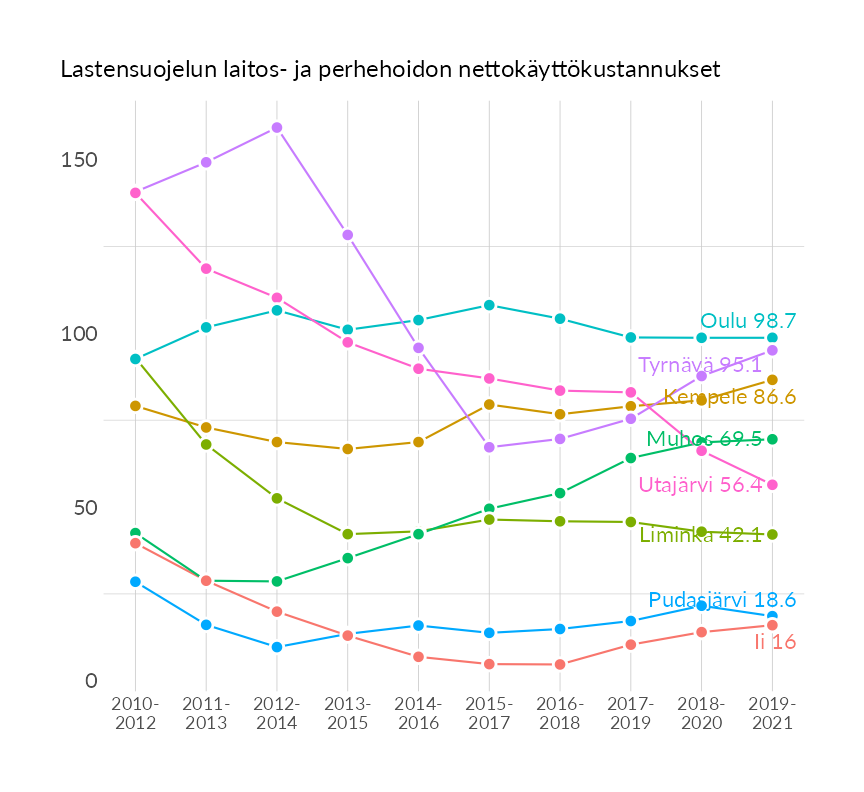 Lastensuojelun laitos- ja perhehoidon nettokäyttökustannukset
150
100
50
0
Oulu 98.7
Tyrnävä 95.1
Kempele 86.6
Muhos 69.5
Utajärvi 56.4
Liminka 42.1
Pudasjärvi 18.6
Ii 16
2010- 2011- 2012- 2013- 2014- 2015- 2016- 2017- 2018- 2019-
2012 2013 2014 2015 2016 2017 2018 2019 2020 2021